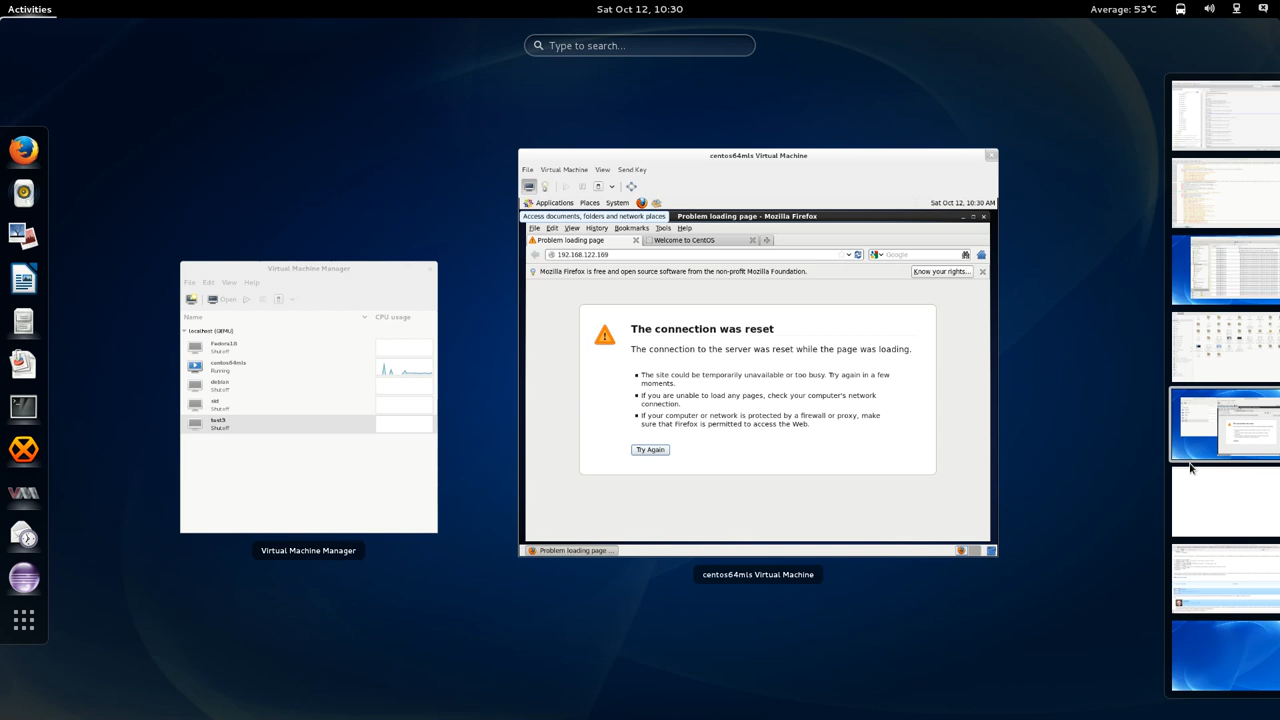 Activities
Sat Oct 12, 10:30
Average: 53°C
Type to search...
centos64mls Virtual Machine
File Virtual Machine View Send Key
Applications Places System
Sat Oct 12, 10:30 AM
Access documents, folders and network places
Problem loading page - Mozilla Firefox
File Edit View History Bookmarks Tools Help
Problem loading page
Welcome to CentOS
192.168.122.169
Google
Mozilla Firefox is free and open source software from the non-profit Mozilla Foundation.
Know your rights...
The connection was reset
The connection to the server was reset while the page was loading.
The site could be temporarily unavailable or too busy. Try again in a few
moments.
If you are unable to load any pages, check your computer's network
connection.
If your computer or network is protected by a firewall or proxy, make
sure that Firefox is permitted to access the Web.
Try Again
Problem loading page ...
centos64mls Virtual Machine
Virtual Machine Manager
File Edit View Help
Open
Name
CPU usage
localhost (QEMU)
Fedora18
Shutoff
centos64mls
Running
debian
Shutoff
sid
Shutoff
test3
Shutoff
Virtual Machine Manager